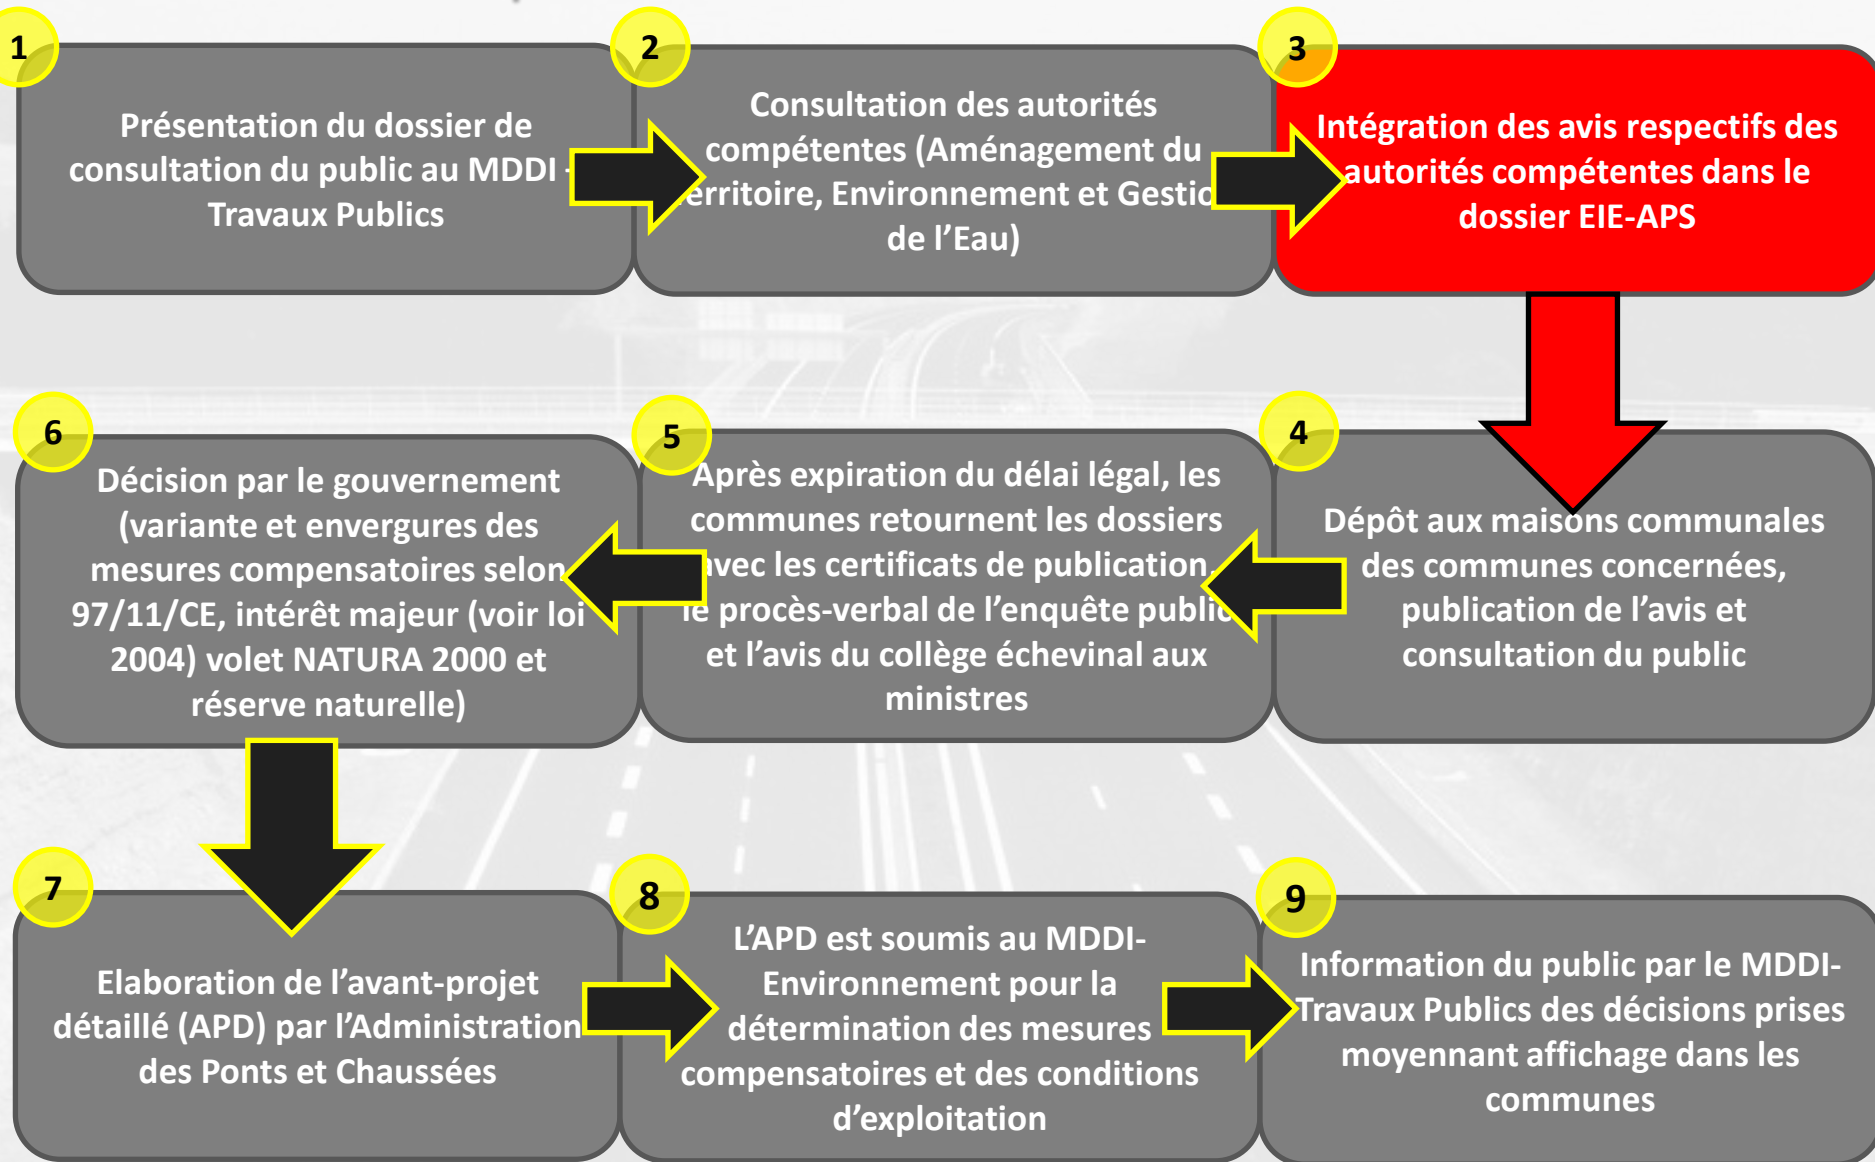 1
Présentation du dossier de
consultation du public au MDDI -
Travaux Publics
2
Consultation des autorités
compétentes (Aménagement du
erritoire, Environnement et Gestio
de l’Eau)
3
Intégration des avis respectifs des
autorités compétentes dans le
dossier EIE-APS
4
Dépôt aux maisons communales
des communes concernées,
publication de l’avis et
consultation du public
5
Après expiration du délai légal, les
communes retournent les dossiers
avec les certificats de publication,
le procès-verbal de l’enquête public
et l’avis du collège échevinal aux
ministres
6
Décision par le gouvernement
(variante et envergures des
mesures compensatoires selon
97/11/CE, intérêt majeur (voir loi
2004) volet NATURA 2000 et
réserve naturelle)
7
Elaboration de l’avant-projet
détaillé (APD) par l’Administration
des Ponts et Chaussées
8
L’APD est soumis au MDDI-
Environnement pour la
détermination des mesures
compensatoires et des conditions
d’exploitation
9
Information du public par le MDDI-
Travaux Publics des décisions prises
moyennant affichage dans les
communes